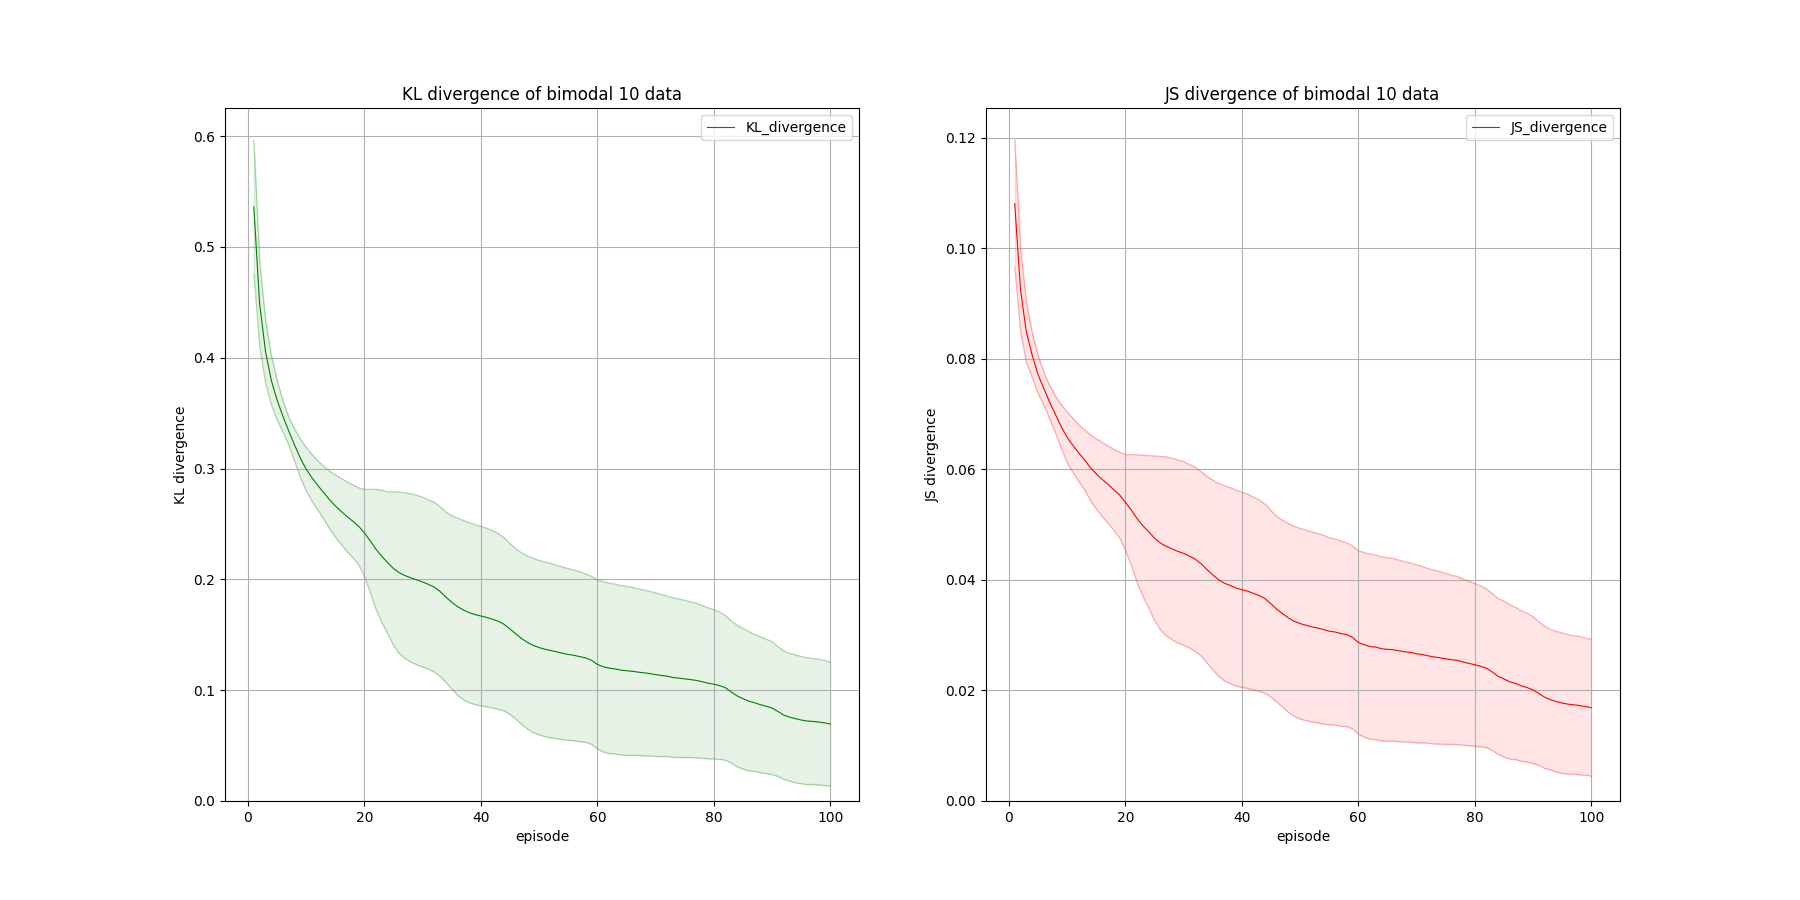 KL divergence of bimodal 10 data
KL_divergence
0.6
0.5
0.4
0.3
0.2
0.1
0.0
KL divergence
0 20 40 60 80 100
episode
JS divergence of bimodal 10 data
JS_divergence
0.12
0.10
0.08
0.06
0.04
0.02
0.00
JS divergence
0 20 40 60 80 100
episode